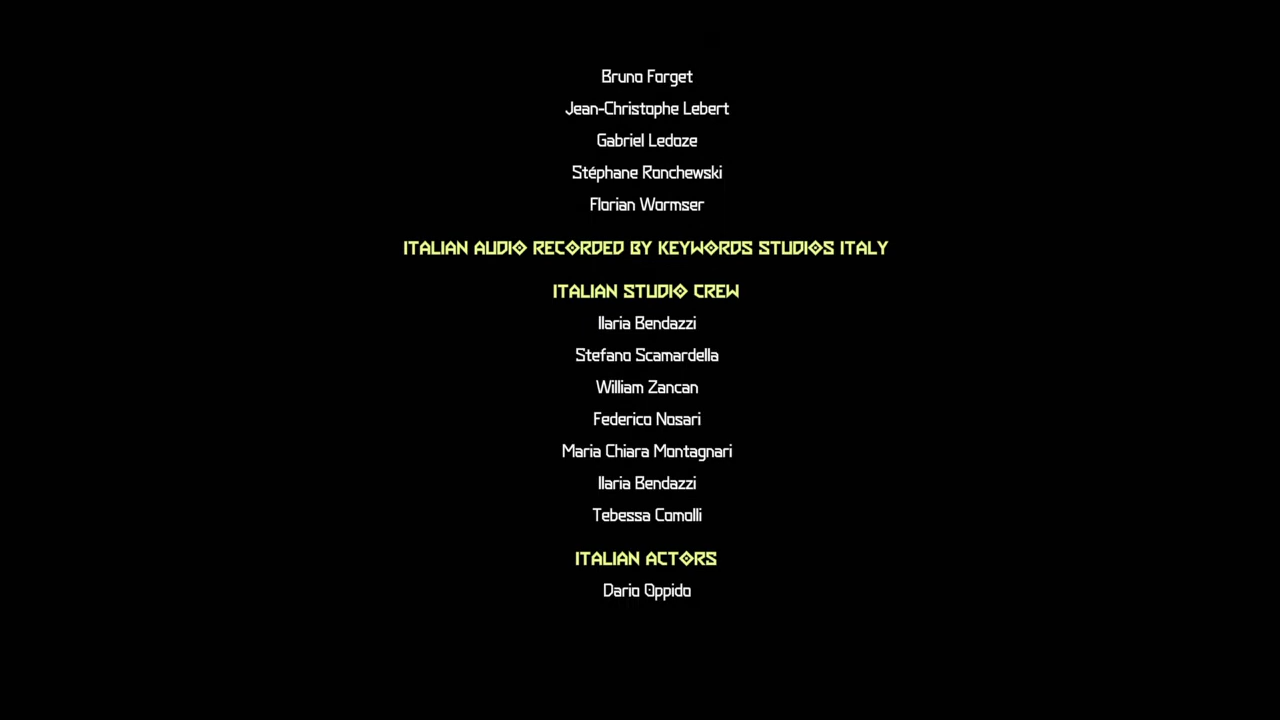 Bruno Forget
Jean-Christophe Lebert
Gabriel Ledoze
Stéphane Ronchewski
Florian Wormser
ITALIAN AUDIO RECORDED BY KEYWORDS STUDIOS ITALY
ITALIAN STUDIO CREW
Ilaria Bendazzi
Stefano Scamardella
William Zancan
Federico Nosari
Maria Chiara Montagnari
Ilaria Bendazzi
Tebessa Comolli
ITALIAN ACTORS
Dario Oppido